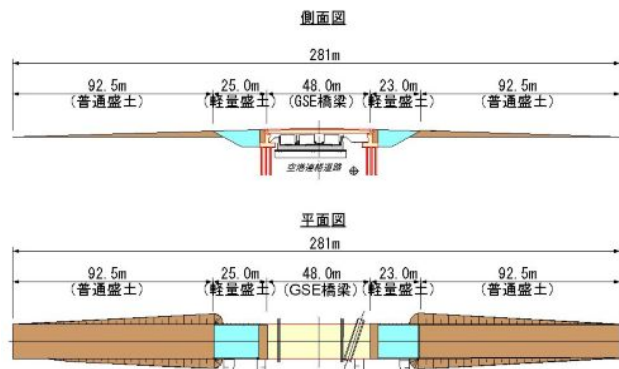 側面図
281m
92.5m 25.0m 48.0m 23.0m 92.5m
(普通盛土) (軽量盛土) (GSE橋梁) (軽量盛土) (普通盛土)
空港連絡道路
平面図
281m
92.5m 25.0m 48.0m 23.0m 92.5m
(普通盛土) (軽量盛土) (GSE橋梁) (軽量盛土) (普通盛土)